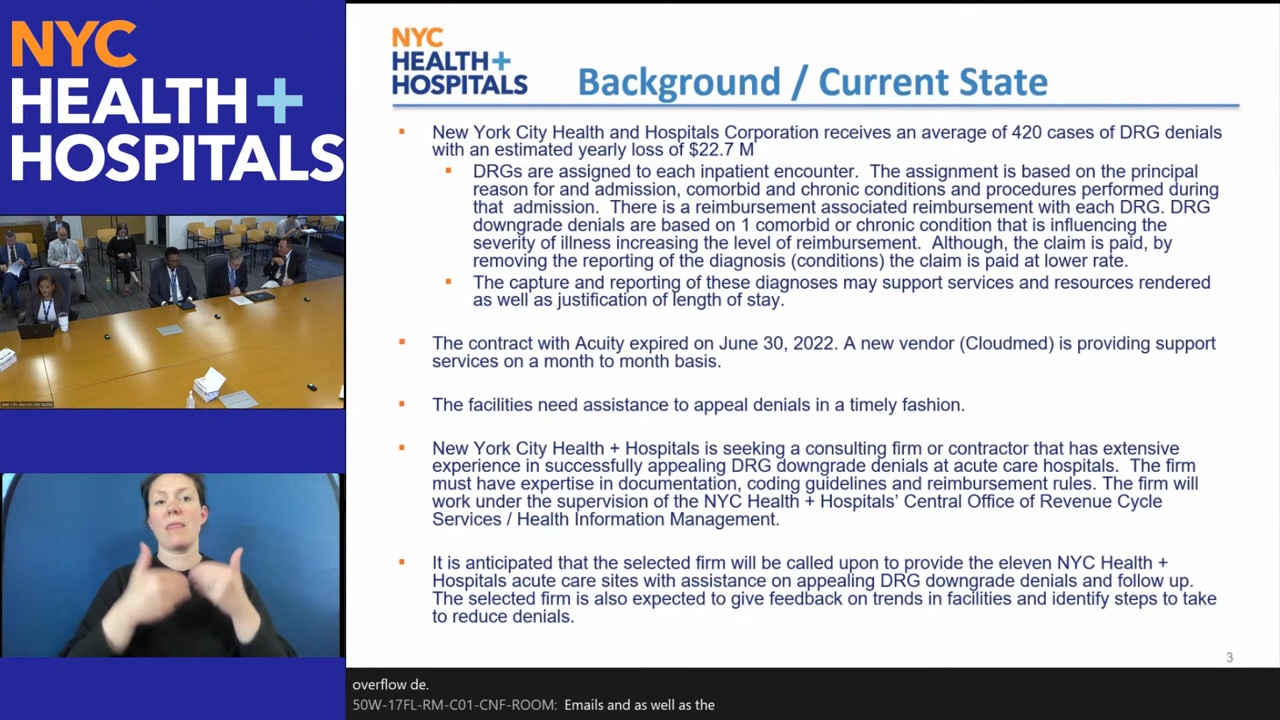 NYC
HEALTH+
HOSPITALS
NYC
HEALTH+
HOSPITALS
Background / Current State
▪ New York City Health and Hospitals Corporation receives an average of 420 cases of DRG denials
with an estimated yearly loss of $22.7 M
▪ DRGs are assigned to each inpatient encounter. The assignment is based on the principal
reason for and admission, comorbid and chronic conditions and procedures performed during
that admission. There is a reimbursement associated reimbursement with each DRG. DRG
downgrade denials are based on 1 comorbid or chronic condition that is influencing the
severity of illness increasing the level of reimbursement. Although, the claim is paid, by
removing the reporting of the diagnosis (conditions) the claim is paid at lower rate.
▪ The capture and reporting of these diagnoses may support services and resources rendered
as well as justification of length of stay.
▪ The contract with Acuity expired on June 30, 2022. A new vendor (Cloudmed) is providing support
services on a month to month basis.
▪ The facilities need assistance to appeal denials in a timely fashion.
▪ New York City Health + Hospitals is seeking a consulting firm or contractor that has extensive
experience in successfully appealing DRG downgrade denials at acute care hospitals. The firm
must have expertise in documentation, coding guidelines and reimbursement rules. The firm will
work under the supervision of the NYC Health + Hospitals' Central Office of Revenue Cycle
Services / Health Information Management.
▪ It is anticipated that the selected firm will be called upon to provide the eleven NYC Health +
Hospitals acute care sites with assistance on appealing DRG downgrade denials and follow up.
The selected firm is also expected to give feedback on trends in facilities and identify steps to take
to reduce denials.
3
50W-17FL-RM-C01-CNF-ROOM
overflow de.
50W-17FL-RM-C01-CNF-ROOM: Emails and as well as the